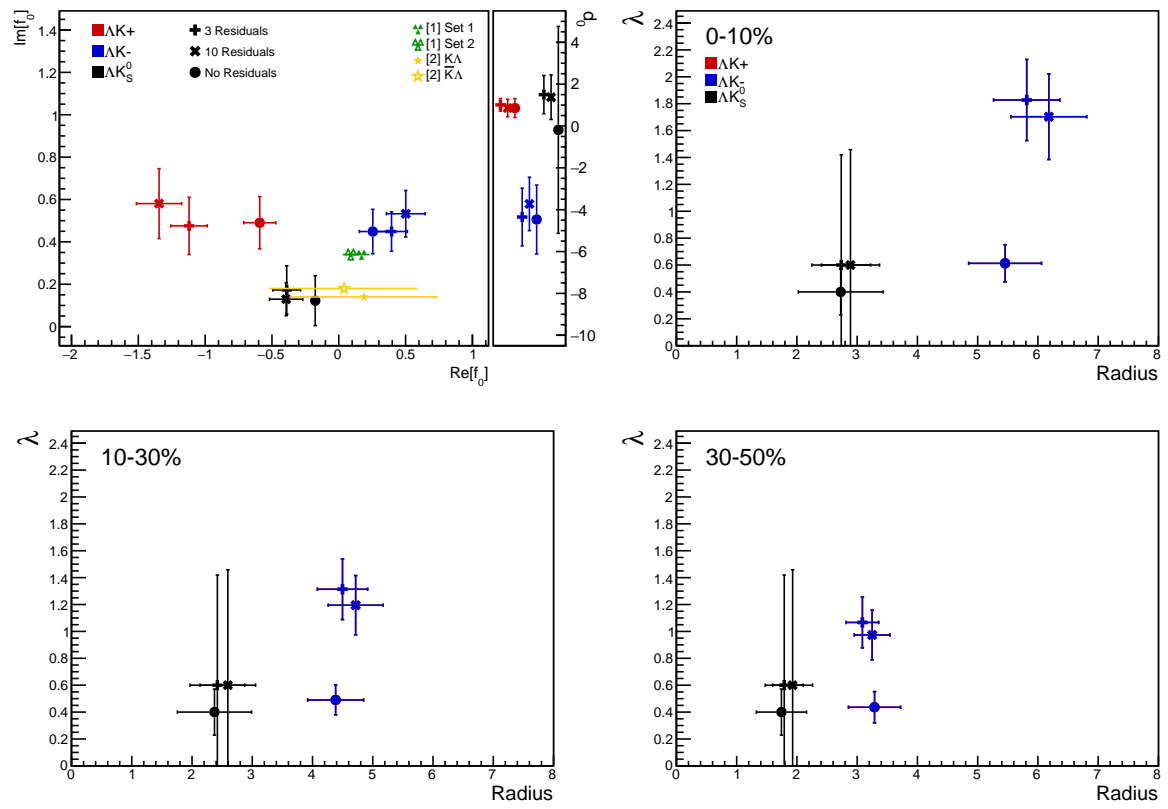 Im[f0]
1.4
1.2
1
0.8
0.6
0.4
0.2
0
ΛK+
ΛK-
ΛK0S
3 Residuals
10 Residuals
No Residuals
[1] Set 1
[1] Set 2
[2] KΛ
[2] K̅Λ̅
−2
−1.5
−1
−0.5
0
0.5
1
Re[f0]
d0
4
2
0
−2
−4
−6
−8
−10
λ
2.4
2.2
2
1.8
1.6
1.4
1.2
1
0.8
0.6
0.4
0.2
0
0-10%
ΛK+
ΛK-
ΛK0S
0 1 2 3 4 5 6 7 8
Radius
λ
2.4
2.2
2
1.8
1.6
1.4
1.2
1
0.8
0.6
0.4
0.2
0
10-30%
0 1 2 3 4 5 6 7 8
Radius
λ
2.4
2.2
2
1.8
1.6
1.4
1.2
1
0.8
0.6
0.4
0.2
0
30-50%
0 1 2 3 4 5 6 7 8
Radius